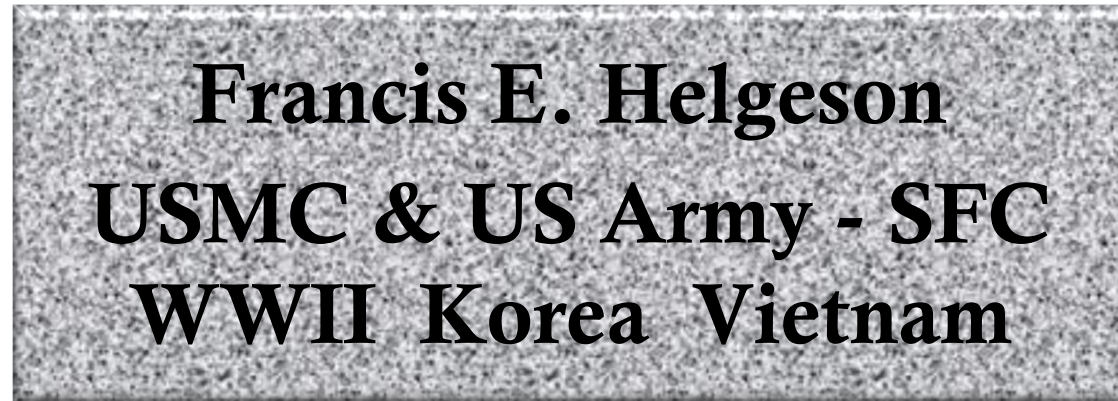 Francis E. Helgeson
USMC & US Army - SFC
WWII Korea Vietnam